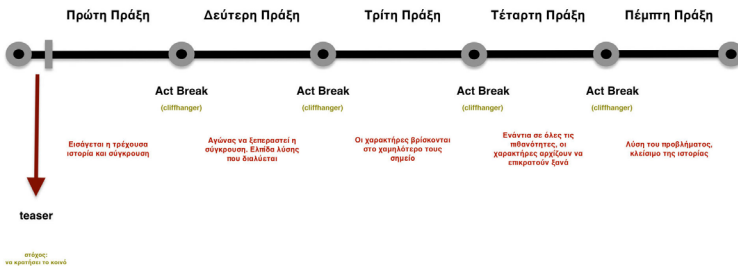 Πρώτη Πράξη
Δεύτερη Πράξη
Τρίτη Πράξη
Τέταρτη Πράξη
Πέμπτη Πράξη
Act Break
(cliffhanger)
Act Break
(cliffhanger)
Act Break
(cliffhanger)
Act Break
(cliffhanger)
Εισάγεται η τρέχουσα
ιστορία και σύγκρουση
Αγώνας να ξεπεραστεί η
σύγκρουση. Ελπίδα λύσης
που διαλύεται
Οι χαρακτήρες βρίσκονται
στο χαμηλότερο τους
σημείο
Ενάντια σε όλες τις
πιθανότητες, οι
χαρακτήρες αρχίζουν να
επικρατούν ξανά
Λύση του προβλήματος,
κλείσιμο της ιστορίας
teaser
στόχος:
να κρατήσει το κοινό